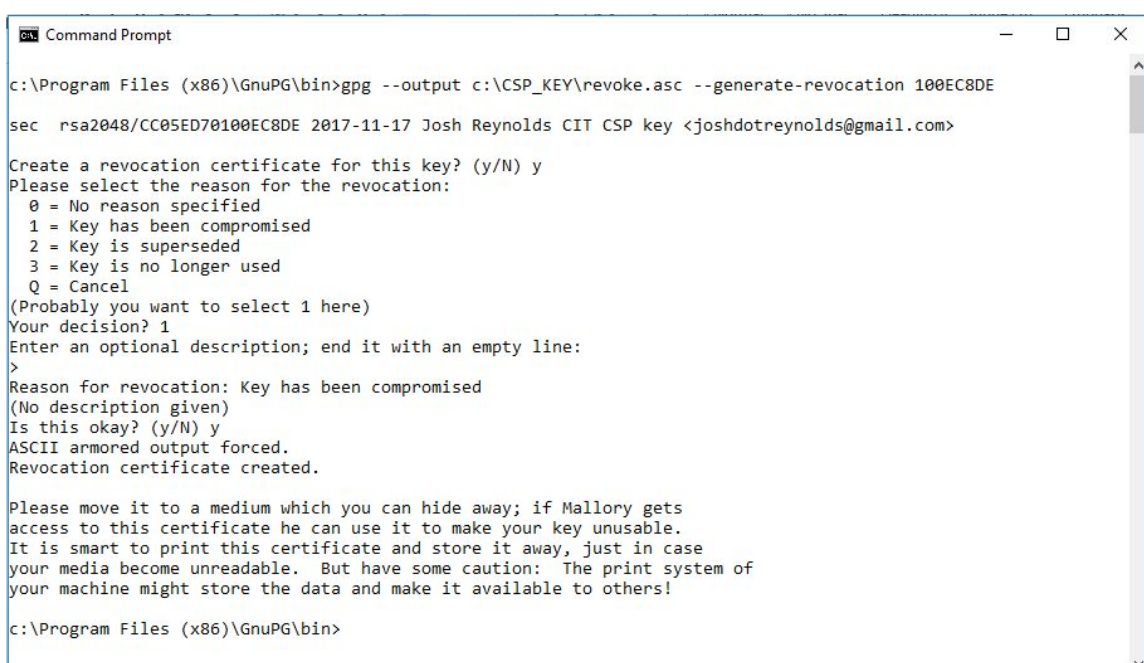 Command Prompt
c:\Program Files (x86)\GnuPG\bin>gpg --output c:\CSP_KEY\revoke.asc --generate-revocation 100EC8DE
sec  rsa2048/CC05ED70100EC8DE 2017-11-17 Josh Reynolds CIT CSP key <joshdotreynolds@gmail.com>
Create a revocation certificate for this key? (y/N) y
Please select the reason for the revocation:
  0 = No reason specified
  1 = Key has been compromised
  2 = Key is superseded
  3 = Key is no longer used
  Q = Cancel
(Probably you want to select 1 here)
Your decision? 1
Enter an optional description; end it with an empty line:
>
Reason for revocation: Key has been compromised
(No description given)
Is this okay? (y/N) y
ASCII armored output forced.
Revocation certificate created.
Please move it to a medium which you can hide away; if Mallory gets
access to this certificate he can use it to make your key unusable.
It is smart to print this certificate and store it away, just in case
your media become unreadable.  But have some caution:  The print system of
your machine might store the data and make it available to others!
c:\Program Files (x86)\GnuPG\bin>